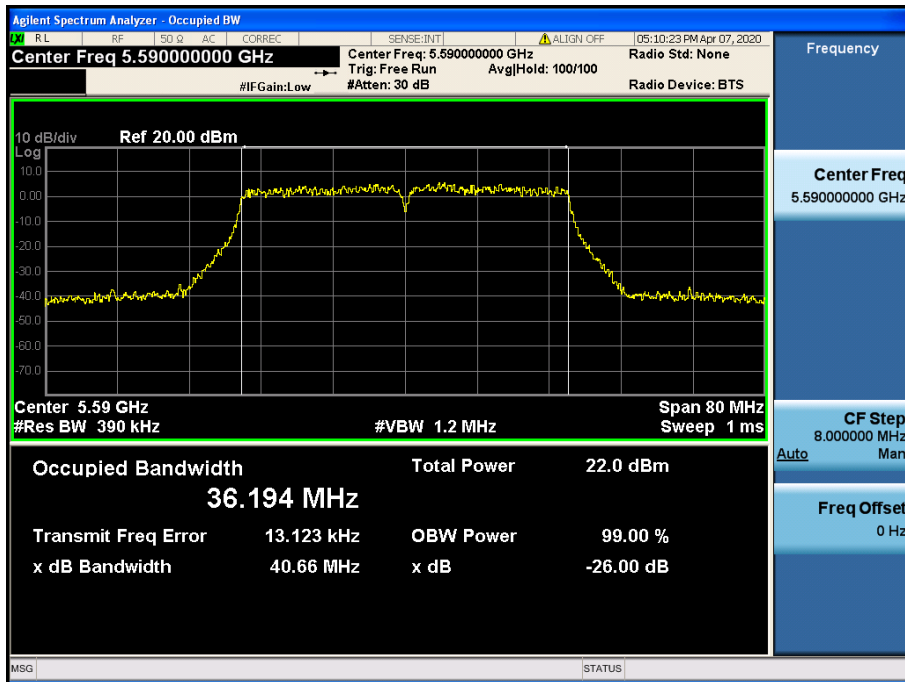 Agilent Spectrum Analyzer - Occupied BW
LXI RL RF 50 Ω AC CORREC SENSE:INT ALIGN OFF 05:10:23 PM Apr 07, 2020
Center Freq 5.590000000 GHz
Center Freq: 5.590000000 GHz
Radio Std: None
Trig: Free Run Avg|Hold: 100/100
#IFGain:Low
#Atten: 30 dB
Radio Device: BTS
10 dB/div Ref 20.00 dBm
Log
10.0
0.00
-10.0
-20.0
-30.0
-40.0
-50.0
-60.0
-70.0
Center 5.59 GHz Span 80 MHz
#Res BW 390 kHz #VBW 1.2 MHz Sweep 1 ms
Occupied Bandwidth Total Power 22.0 dBm
36.194 MHz
Transmit Freq Error 13.123 kHz OBW Power 99.00 %
x dB Bandwidth 40.66 MHz x dB -26.00 dB
MSG STATUS
Frequency
Center Freq
5.590000000 GHz
CF Step
8.000000 MHz
Auto Man
Freq Offset
0 Hz